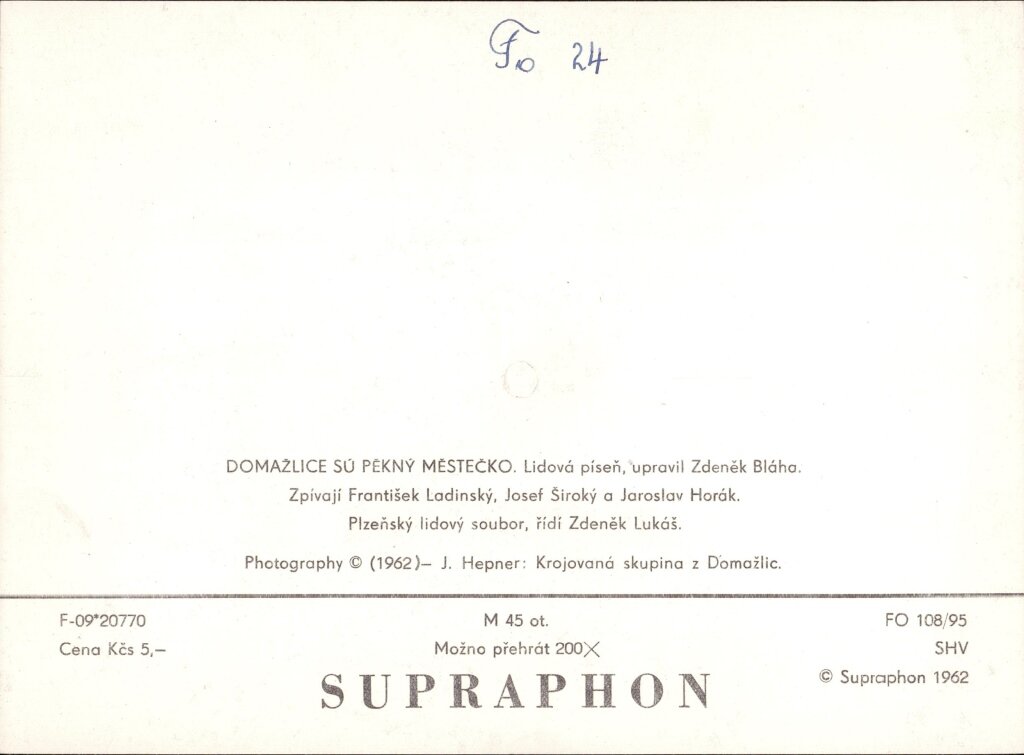 Fo 24
DOMAŽLICE SÚ PĚKNÝ MĚSTEČKO. Lidová píseň, upravil Zdeněk Bláha.
Zpívají František Ladinský, Josef Široký a Jaroslav Horák.
Plzeňský lidový soubor, řídí Zdeněk Lukáš.
Photography © (1962)– J. Hepner: Krojovaná skupina z Domažlic.
F-09*20770 M 45 ot. FO 108/95
Cena Kčs 5,– Možno přehrát 200X SHV
© Supraphon 1962
SUPRAPHON